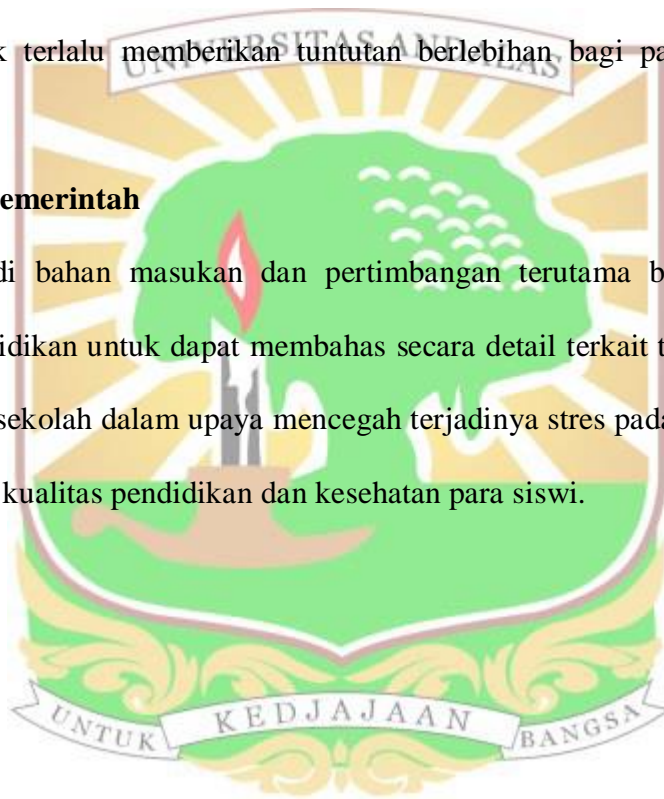 k terlalu memberikan tuntutan berlebihan bagi pa
UNIVERSITAS ANDALAS
emerintah
di bahan masukan dan pertimbangan terutama b
idikan untuk dapat membahas secara detail terkait t
sekolah dalam upaya mencegah terjadinya stres pada
kualitas pendidikan dan kesehatan para siswi.
UNTUK KEDJAJAAN BANGSA